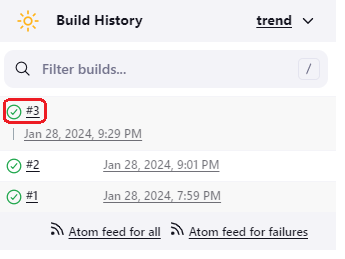 Build History trend
Filter builds... /
#3
Jan 28, 2024, 9:29 PM
#2 Jan 28, 2024, 9:01 PM
#1 Jan 28, 2024, 7:59 PM
Atom feed for all Atom feed for failures